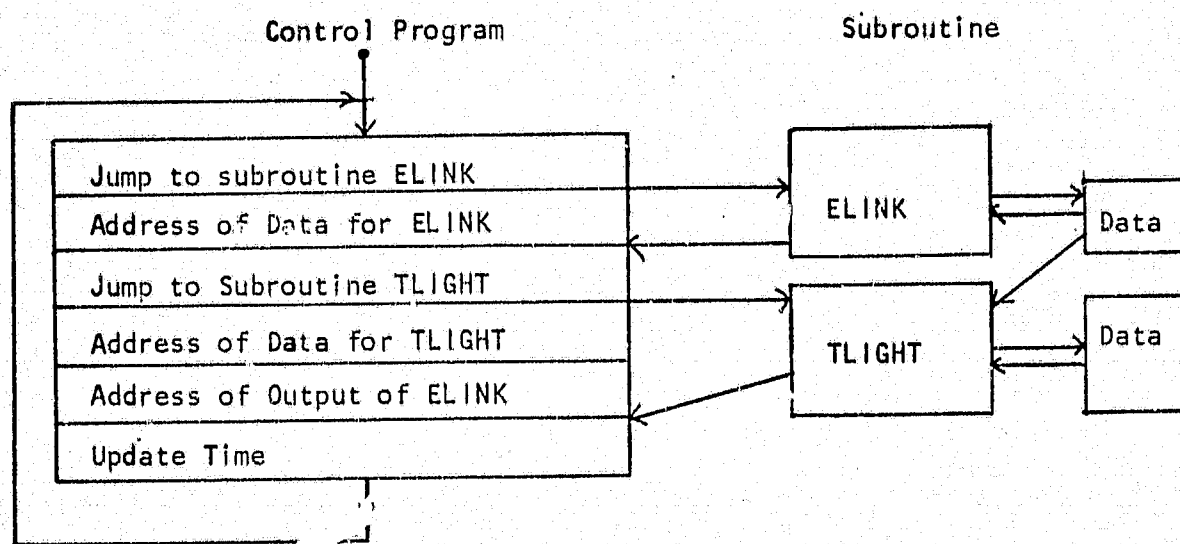 Control Program
Subroutine
Jump to subroutine ELINK
Address of Data for ELINK
Jump to Subroutine TLIGHT
Address of Data for TLIGHT
Address of Output of ELINK
Update Time
ELINK
Data
TLIGHT
Data